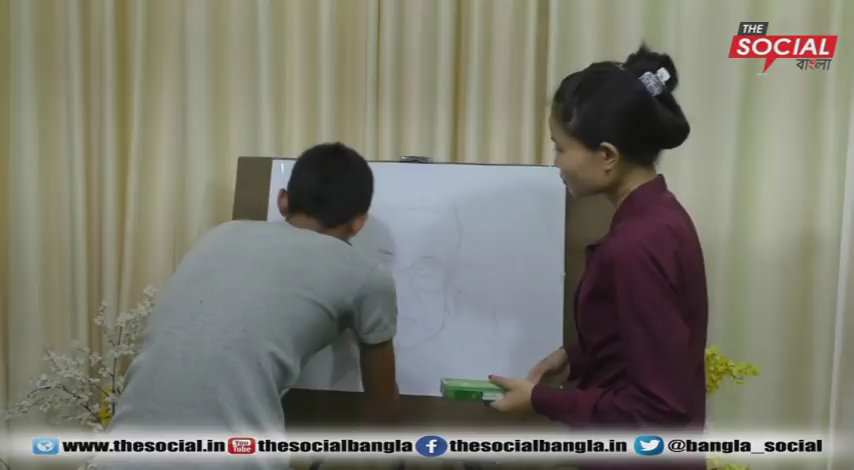 THE
SOCIAL
বাংলা
www.thesocial.in You Tube /thesocialbangla f /thesocialbangla.in @bangla_social